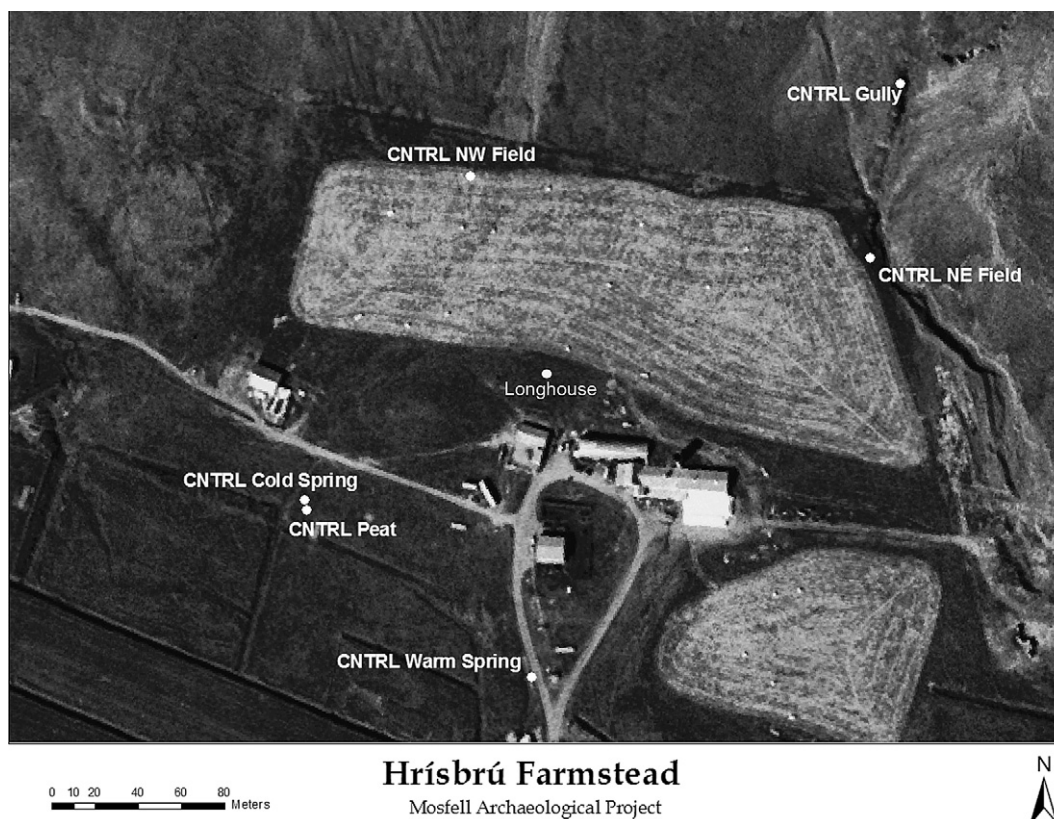 CNTRL Gully
CNTRL NW Field
CNTRL NE Field
Longhouse
CNTRL Cold Spring
CNTRL Peat
CNTRL Warm Spring
0 10 20 40 60 80
Meters
Hrísbrú Farmstead
Mosfell Archaeological Project
N